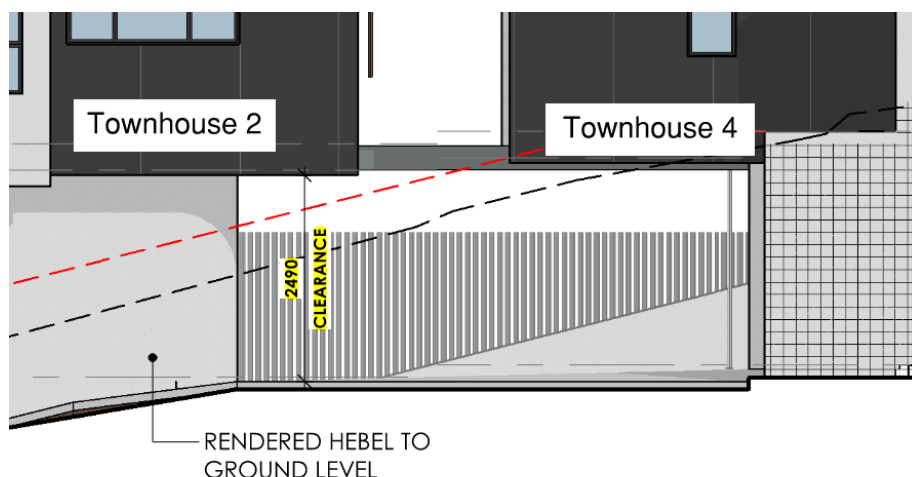 Townhouse 2
Townhouse 4
2490
CLEARANCE
RENDERED HEBEL TO
GROUND LEVEL